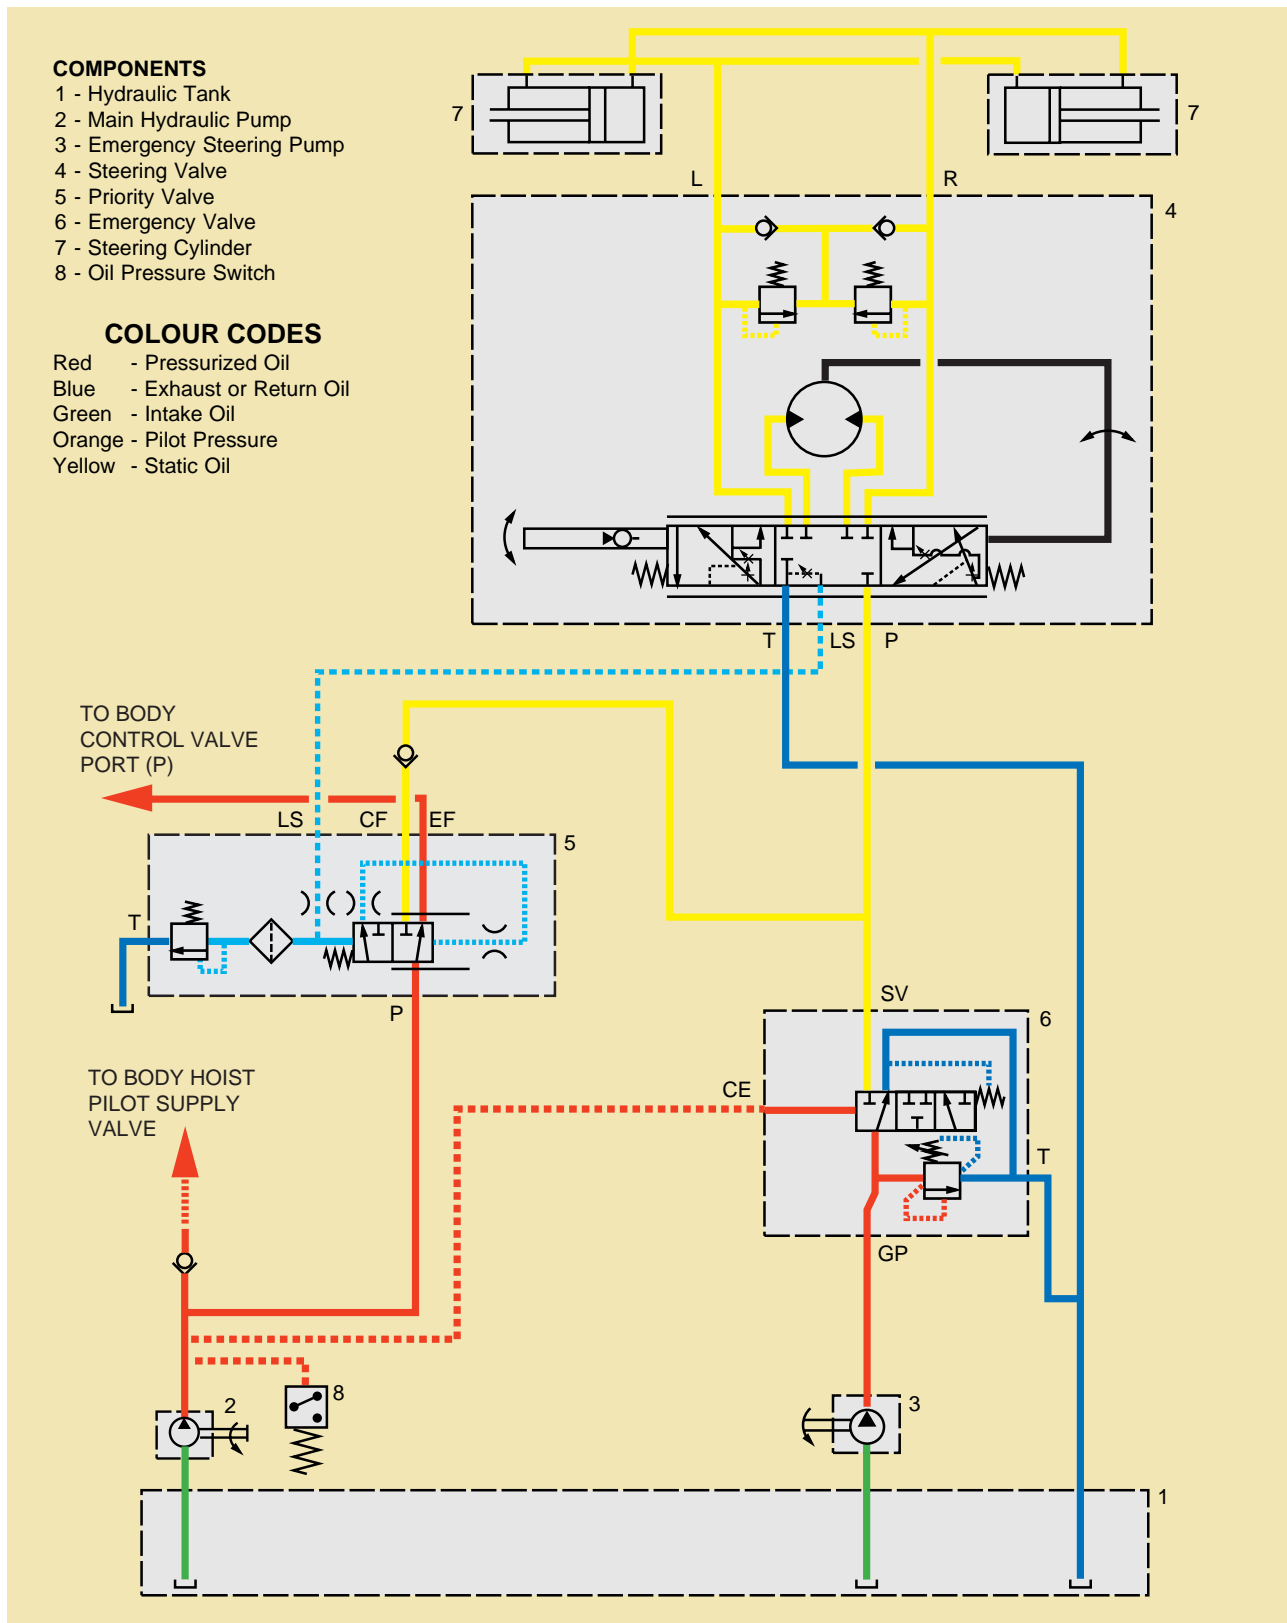 COMPONENTS
1 - Hydraulic Tank
2 - Main Hydraulic Pump
3 - Emergency Steering Pump
4 - Steering Valve
5 - Priority Valve
6 - Emergency Valve
7 - Steering Cylinder
8 - Oil Pressure Switch
COLOUR CODES
Red - Pressurized Oil
Blue - Exhaust or Return Oil
Green - Intake Oil
Orange - Pilot Pressure
Yellow - Static Oil
7
7
L
R
4
T
LS
P
TO BODY
CONTROL VALVE
PORT (P)
LS
CF
EF
5
T
P
SV
6
CE
T
GP
TO BODY HOIST
PILOT SUPPLY
VALVE
2
8
3
1